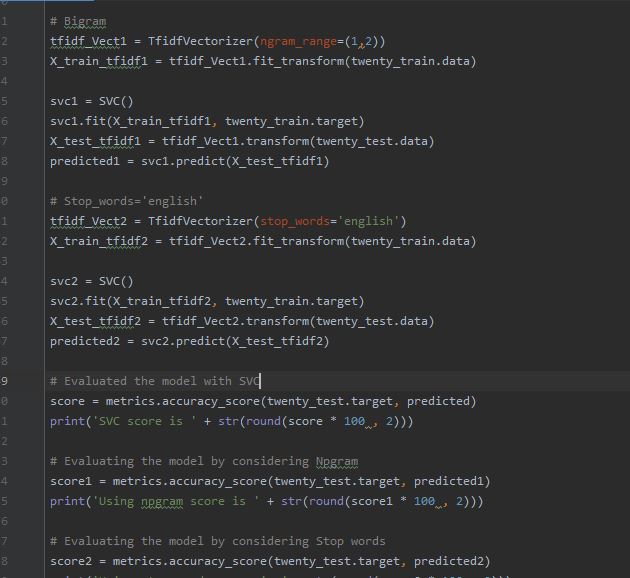 1 # Bigram
2 tfidf_Vect1 = TfidfVectorizer(ngram_range=(1,2))
3 X_train_tfidf1 = tfidf_Vect1.fit_transform(twenty_train.data)
4
5 svc1 = SVC()
6 svc1.fit(X_train_tfidf1, twenty_train.target)
7 X_test_tfidf1 = tfidf_Vect1.transform(twenty_test.data)
8 predicted1 = svc1.predict(X_test_tfidf1)
9
0 # Stop_words='english'
1 tfidf_Vect2 = TfidfVectorizer(stop_words='english')
2 X_train_tfidf2 = tfidf_Vect2.fit_transform(twenty_train.data)
3
4 svc2 = SVC()
5 svc2.fit(X_train_tfidf2, twenty_train.target)
6 X_test_tfidf2 = tfidf_Vect2.transform(twenty_test.data)
7 predicted2 = svc2.predict(X_test_tfidf2)
8
9 # Evaluated the model with SVC
0 score = metrics.accuracy_score(twenty_test.target, predicted)
1 print('SVC score is ' + str(round(score * 100 , 2)))
2
3 # Evaluating the model by considering Npgram
4 score1 = metrics.accuracy_score(twenty_test.target, predicted1)
5 print('Using npgram score is ' + str(round(score1 * 100 , 2)))
6
7 # Evaluating the model by considering Stop words
8 score2 = metrics.accuracy_score(twenty_test.target, predicted2)